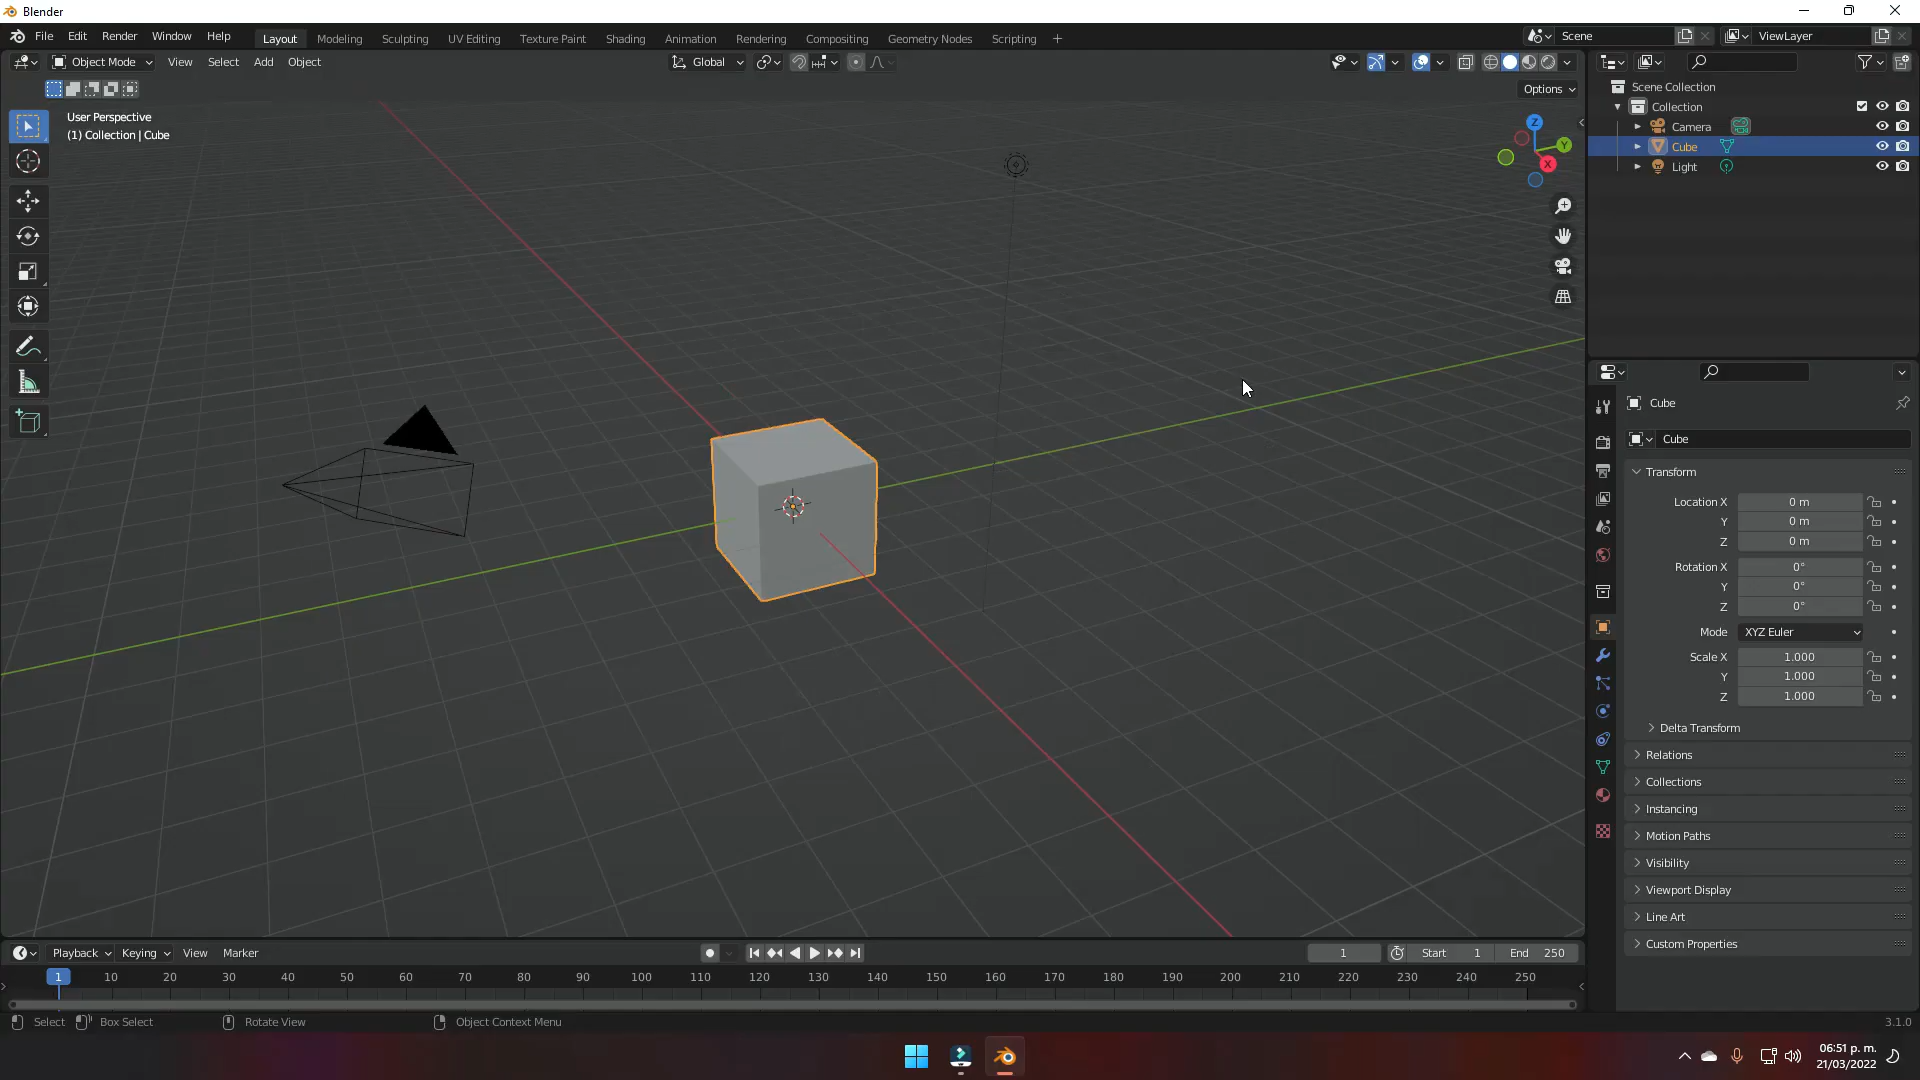 Blender
File Edit Render Window Help Layout Modeling Sculpting UV Editing Texture Paint Shading Animation Rendering Compositing Geometry Nodes Scripting + Scene ViewLayer
Object Mode View Select Add Object Global
Options
User Perspective
(1) Collection | Cube
Z
Y
X
Scene Collection
Collection
Camera
Cube
Light
Cube
Cube
Transform
Location X 0 m
Y 0 m
Z 0 m
Rotation X 0°
Y 0°
Z 0°
Mode XYZ Euler
Scale X 1.000
Y 1.000
Z 1.000
Delta Transform
Relations
Collections
Instancing
Motion Paths
Visibility
Viewport Display
Line Art
Custom Properties
Playback Keying View Marker 1 Start 1 End 250
1 10 20 30 40 50 60 70 80 90 100 110 120 130 140 150 160 170 180 190 200 210 220 230 240 250
Select Box Select Rotate View Object Context Menu 3.1.0
06:51 p. m.
21/03/2022